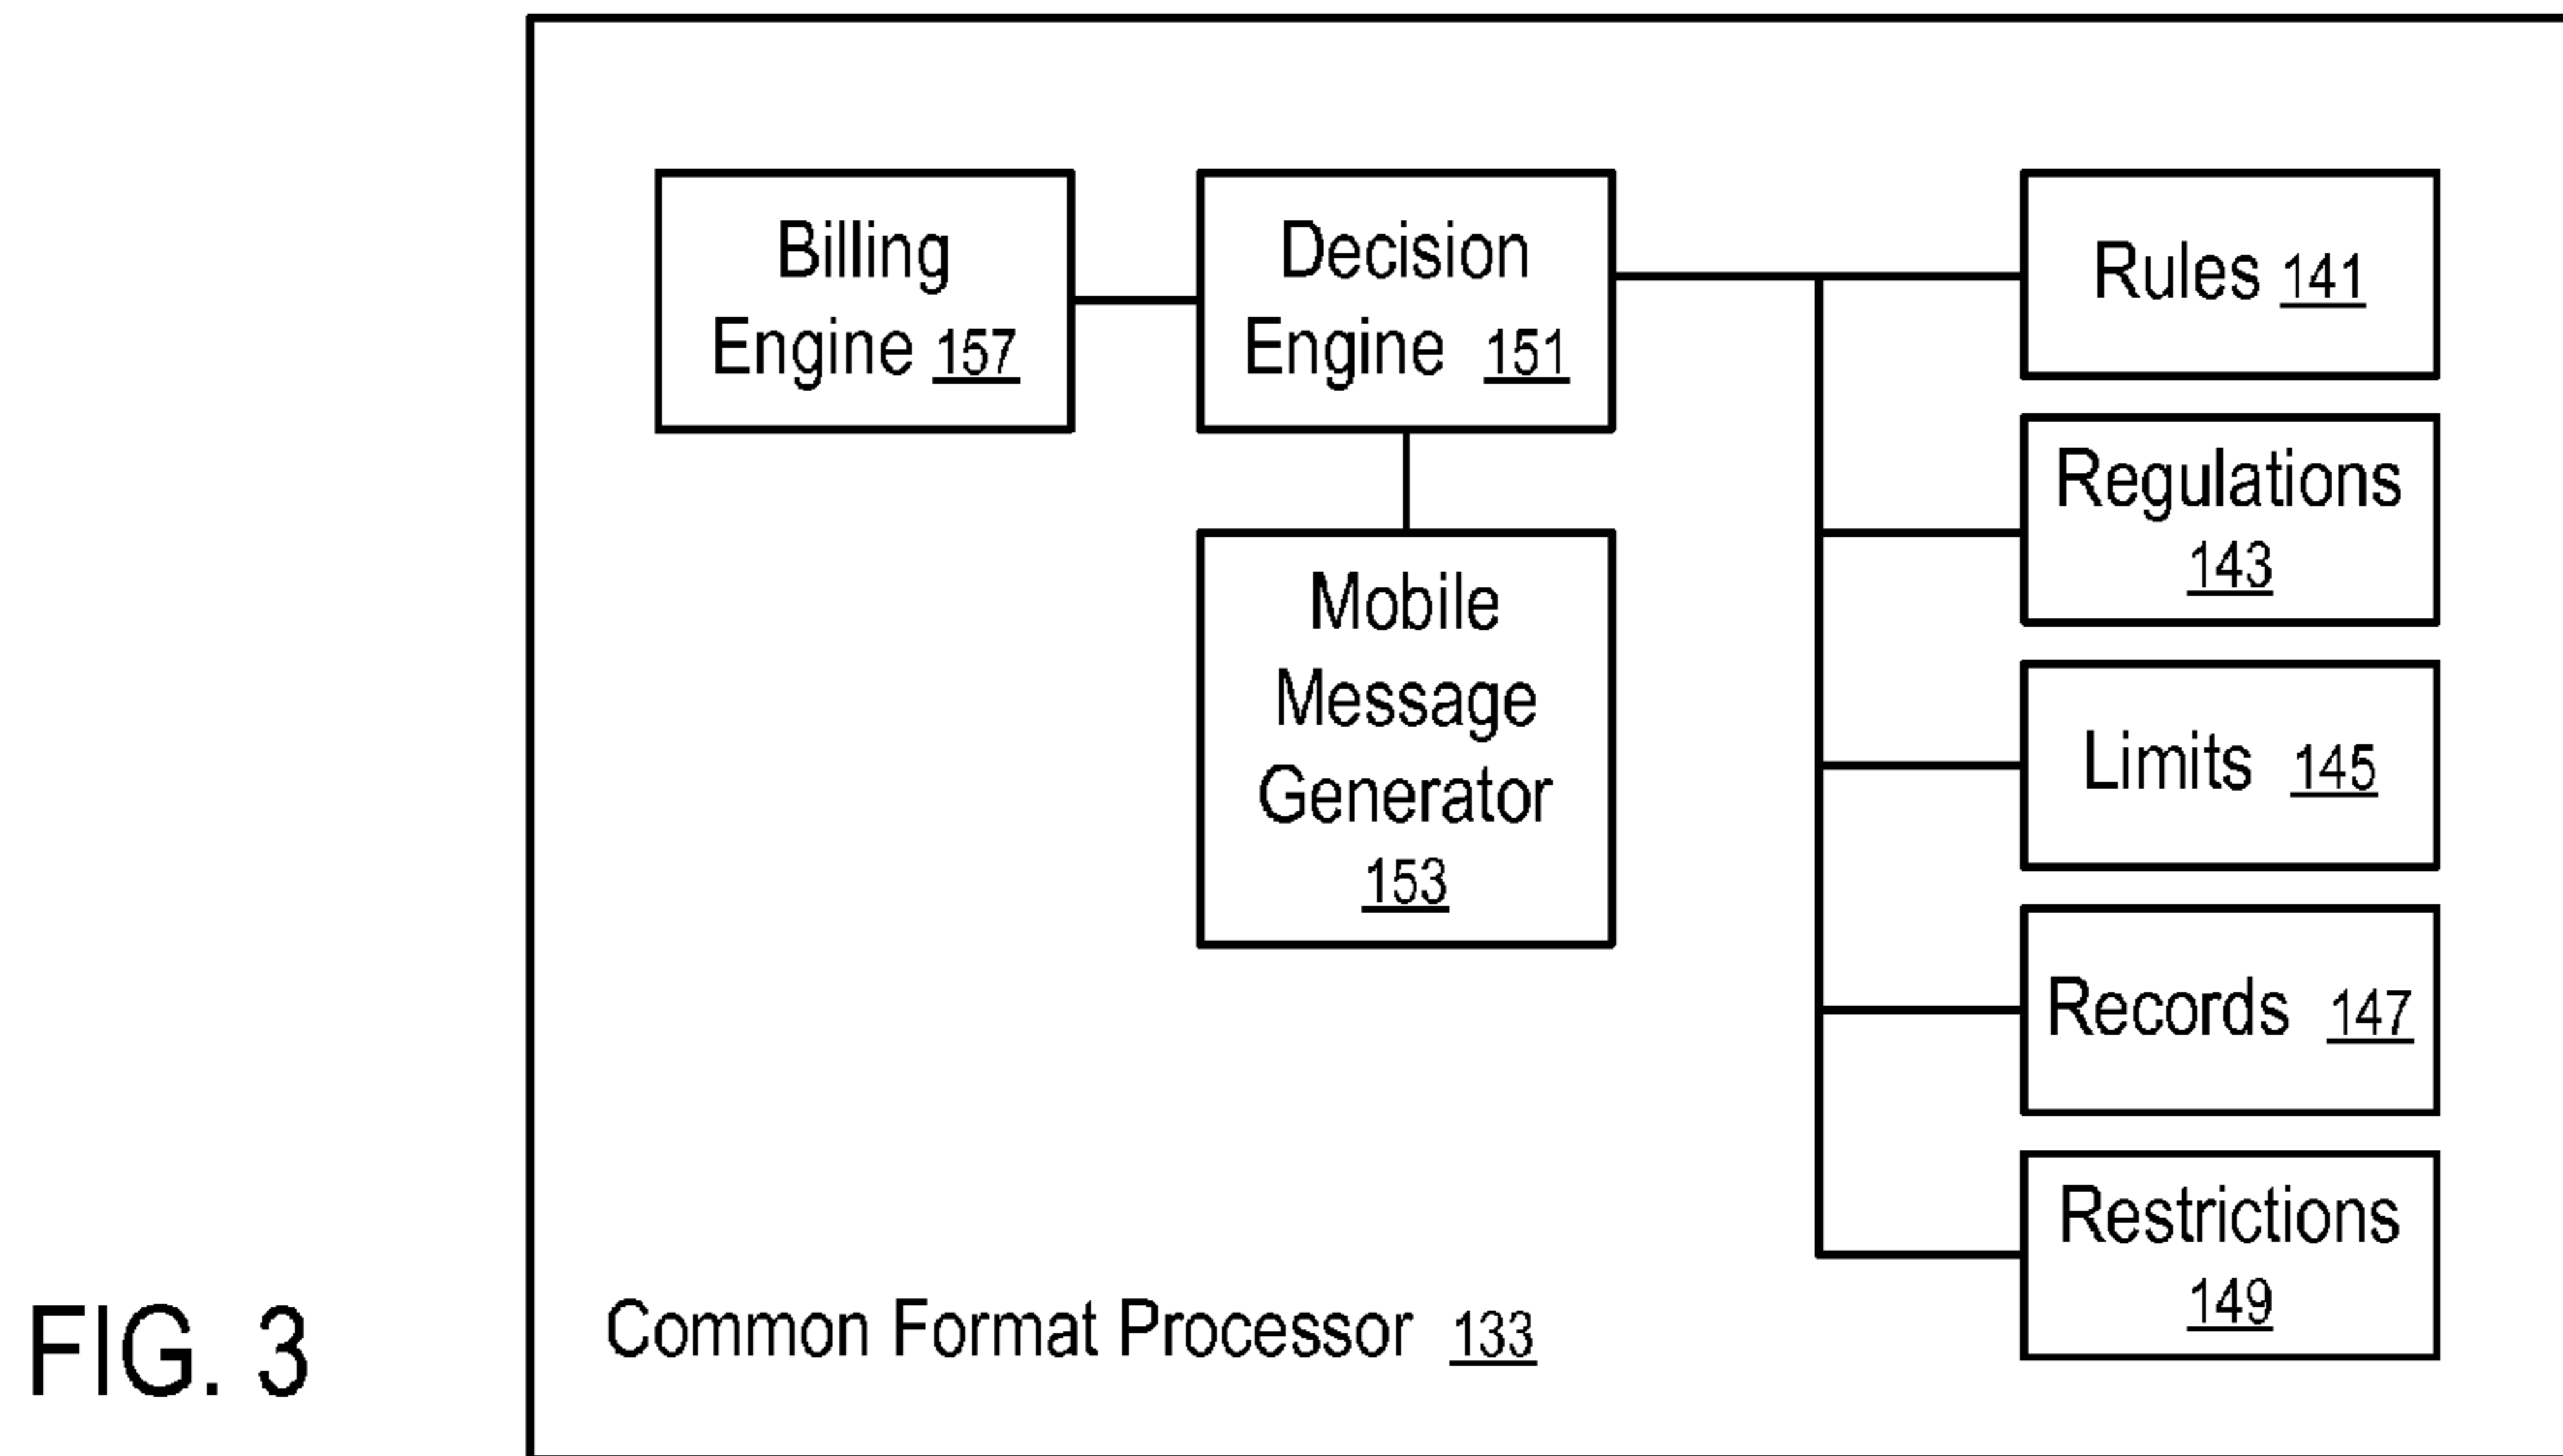 Billing
Engine 157
Decision
Engine 151
Rules 141
Regulations
143
Mobile
Message
Generator
153
Limits 145
Records 147
Restrictions
149
Common Format Processor 133
FIG. 3